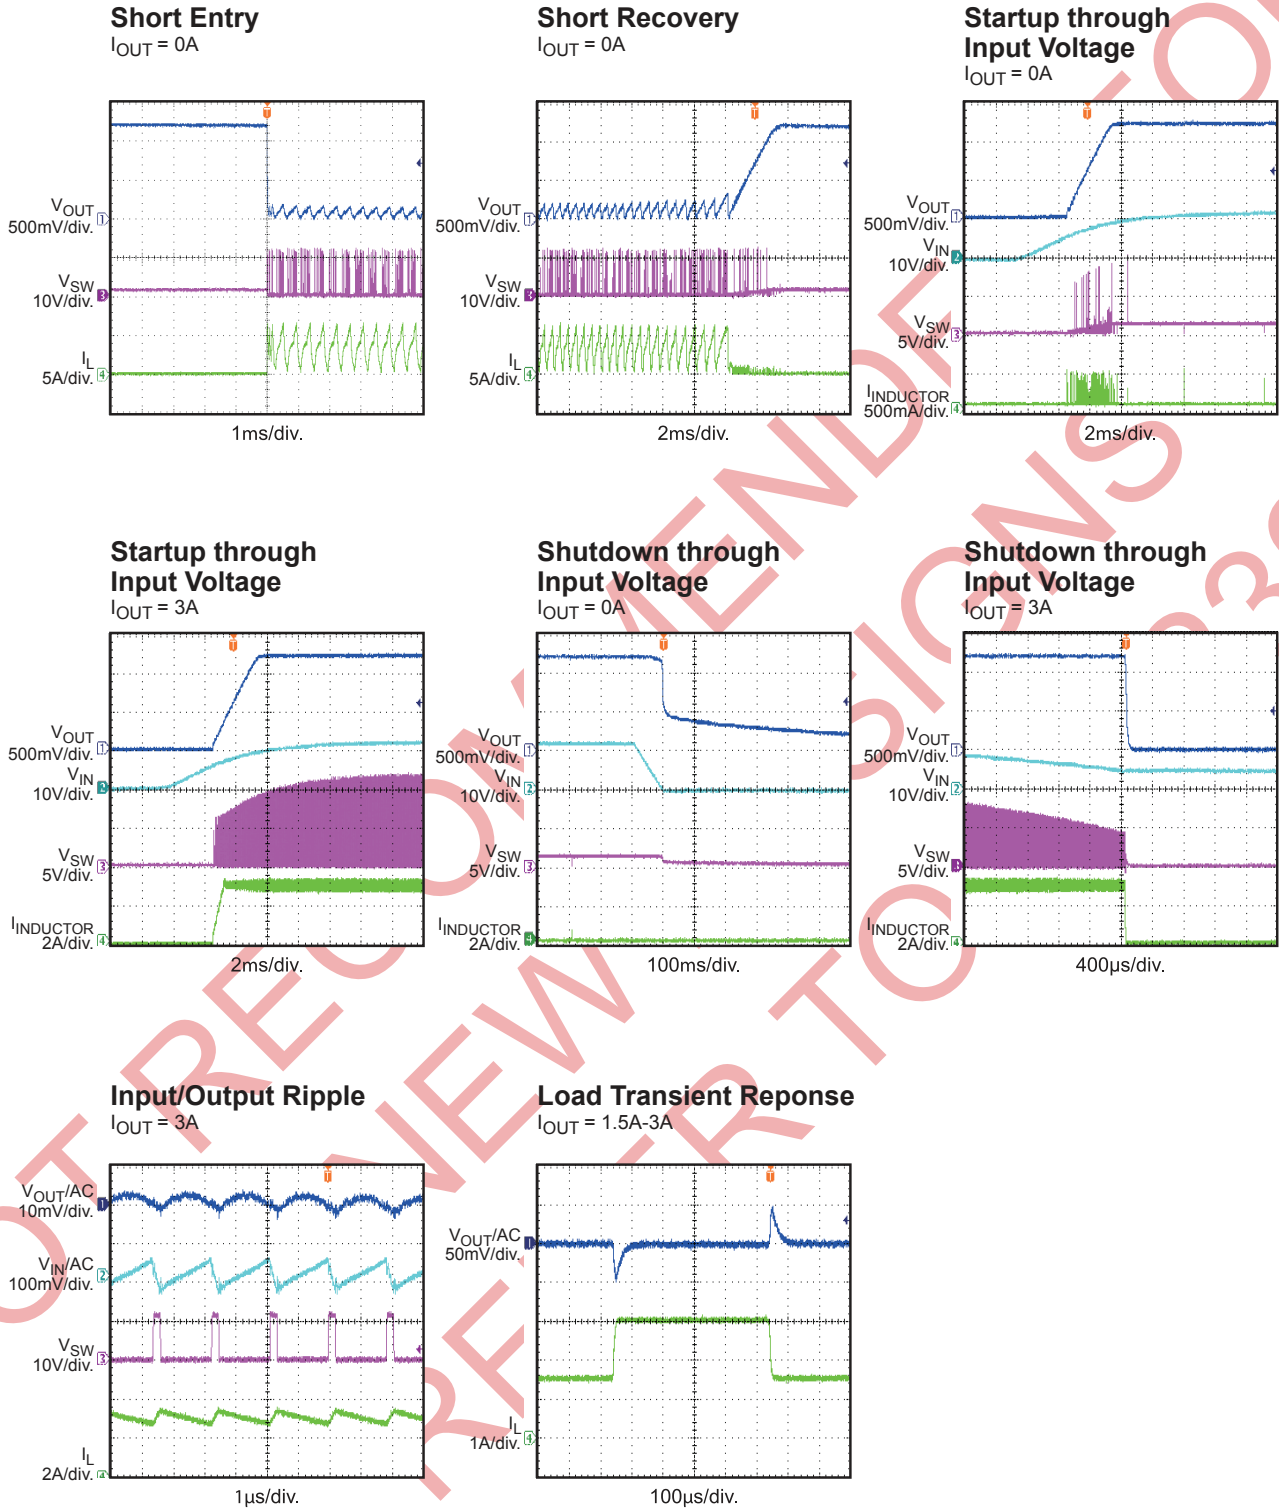 Short Entry
IOUT = 0A
VOUT
500mV/div.
VSW
10V/div.
IL
5A/div.
1ms/div.
Short Recovery
IOUT = 0A
VOUT
500mV/div.
VSW
10V/div.
IL
5A/div.
2ms/div.
Startup through
Input Voltage
IOUT = 0A
VOUT
500mV/div.
VIN
10V/div.
VSW
5V/div.
IINDUCTOR
500mA/div.
2ms/div.
Startup through
Input Voltage
IOUT = 3A
VOUT
500mV/div.
VIN
10V/div.
VSW
5V/div.
IINDUCTOR
2A/div.
2ms/div.
Shutdown through
Input Voltage
IOUT = 0A
VOUT
500mV/div.
VIN
10V/div.
VSW
5V/div.
IINDUCTOR
2A/div.
100ms/div.
Shutdown through
Input Voltage
IOUT = 3A
VOUT
500mV/div.
VIN
10V/div.
VSW
5V/div.
IINDUCTOR
2A/div.
400µs/div.
Input/Output Ripple
IOUT = 3A
VOUT/AC
10mV/div.
VIN/AC
100mV/div.
VSW
10V/div.
IL
2A/div.
1µs/div.
Load Transient Reponse
IOUT = 1.5A-3A
VOUT/AC
50mV/div.
IL
1A/div.
100µs/div.